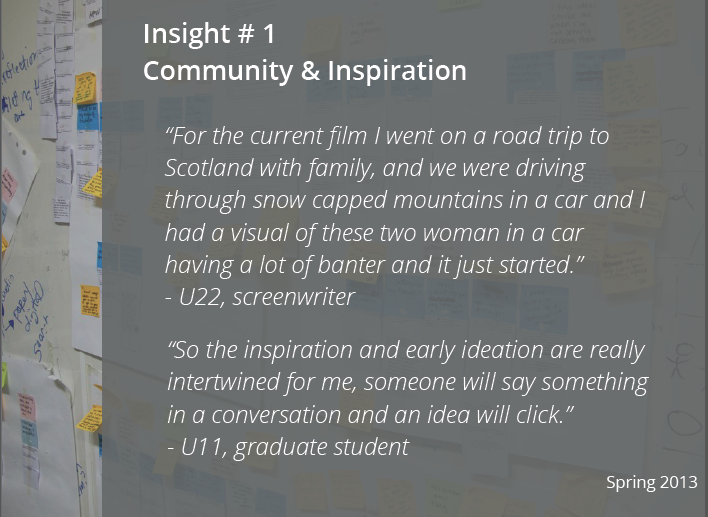 Insight # 1
Community & Inspiration
“For the current film I went on a road trip to
Scotland with family, and we were driving
through snow capped mountains in a car and I
had a visual of these two woman in a car
having a lot of banter and it just started.”
- U22, screenwriter
“So the inspiration and early ideation are really
intertwined for me, someone will say something
in a conversation and an idea will click.”
- U11, graduate student
Spring 2013